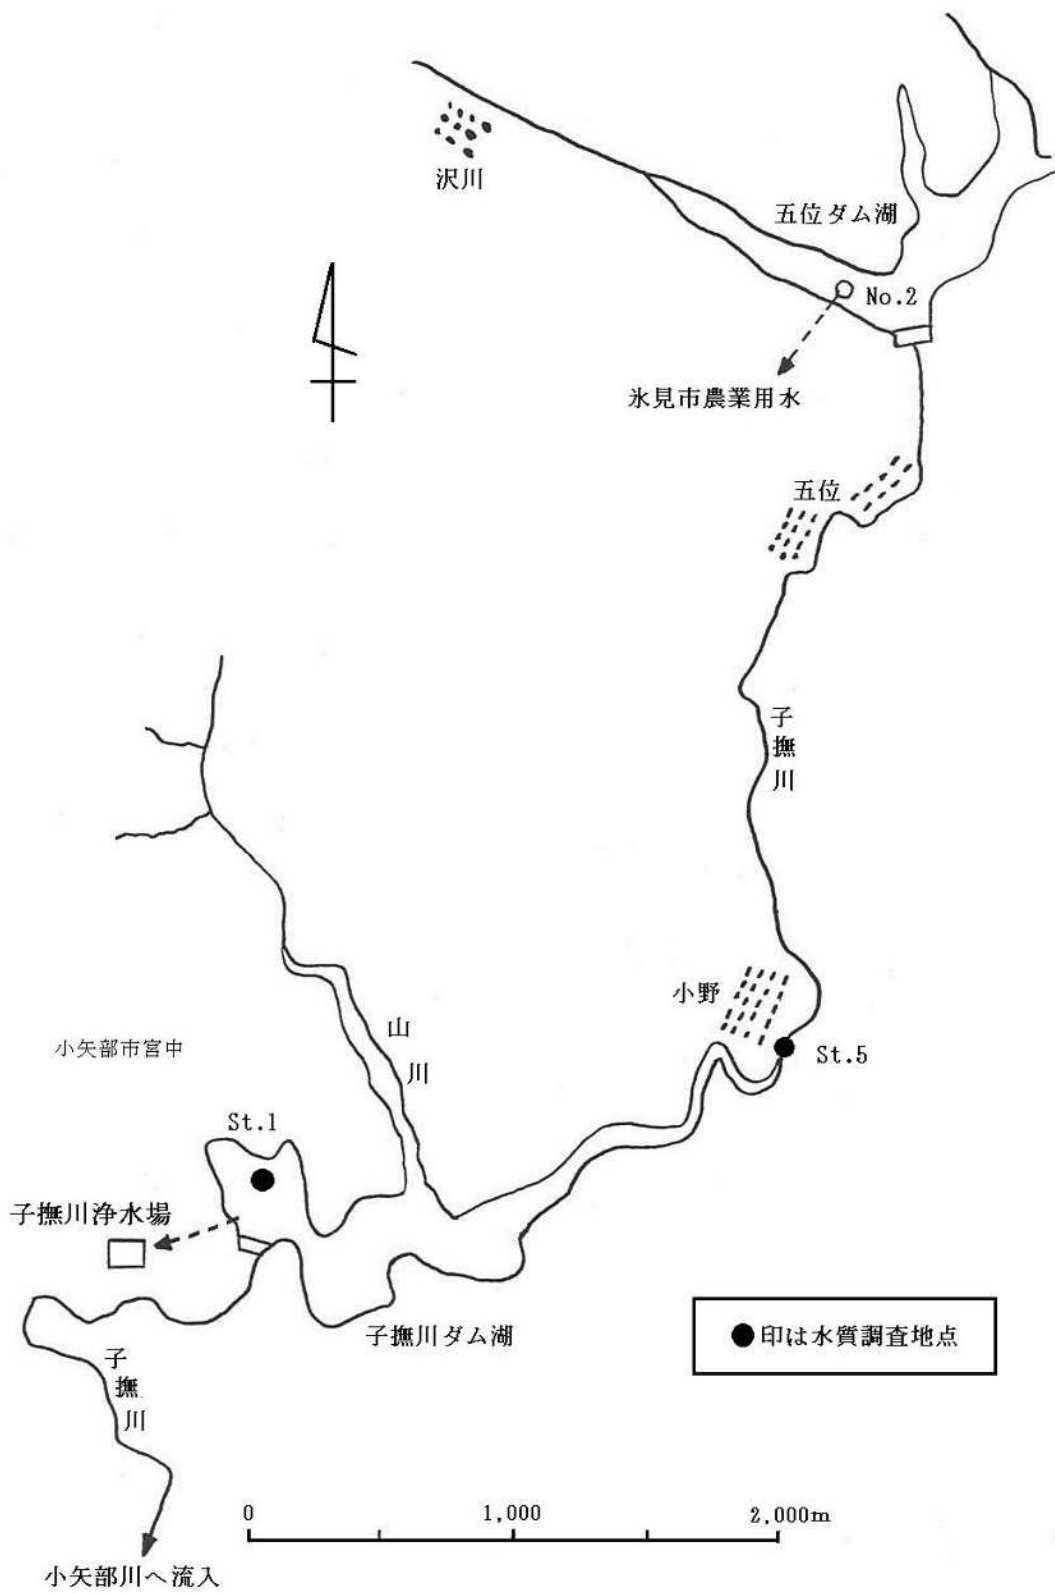 沢川
五位ダム湖
No.2
氷見市農業用水
五位
子撫川
小野
St.5
山川
小矢部市宮中
St.1
子撫川浄水場
子撫川ダム湖
●印は水質調査地点
子撫川
0 1,000 2,000m
小矢部川へ流入